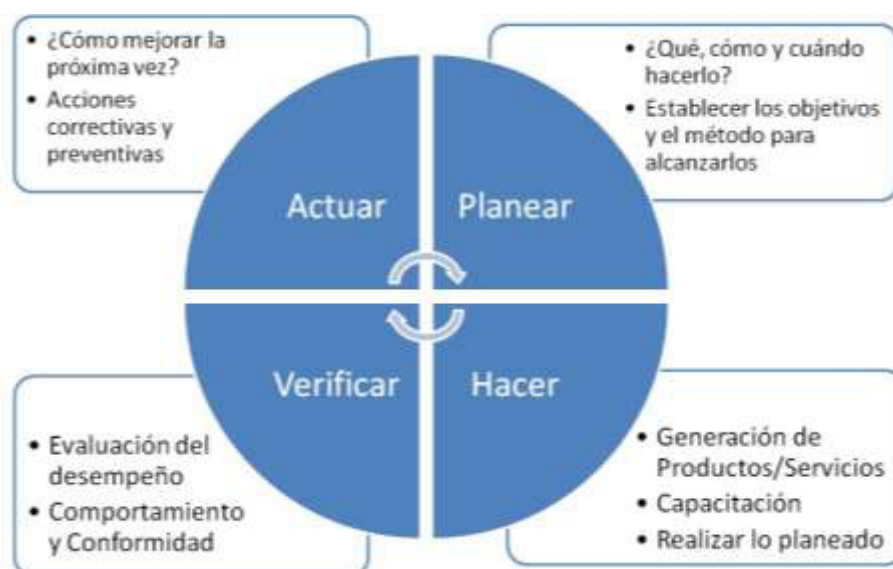 • ¿Cómo mejorar la
próxima vez?
• Acciones
correctivas y
preventivas
• ¿Qué, cómo y cuándo
hacerlo?
• Establecer los objetivos
y el método para
alcanzarlos
Actuar
Planear
Verificar
Hacer
• Evaluación del
desempeño
• Comportamiento
y Conformidad
• Generación de
Productos/Servicios
• Capacitación
• Realizar lo planeado